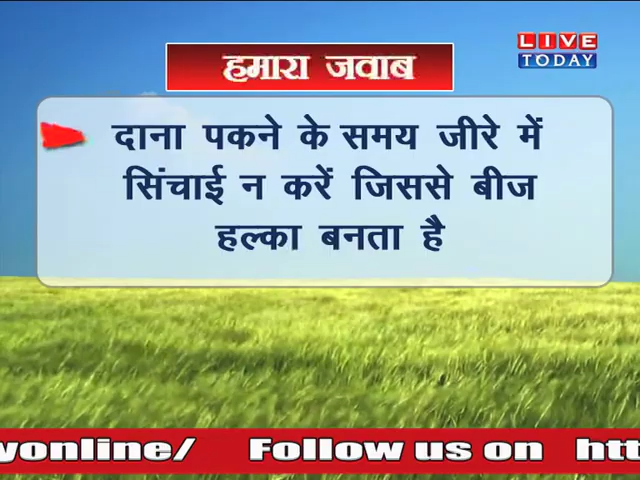 हमारा जवाब
LIVE
TODAY
दाना पकने के समय जीरे में
सिंचाई न करें जिससे बीज
हल्का बनता है
yonline/ Follow us on htt